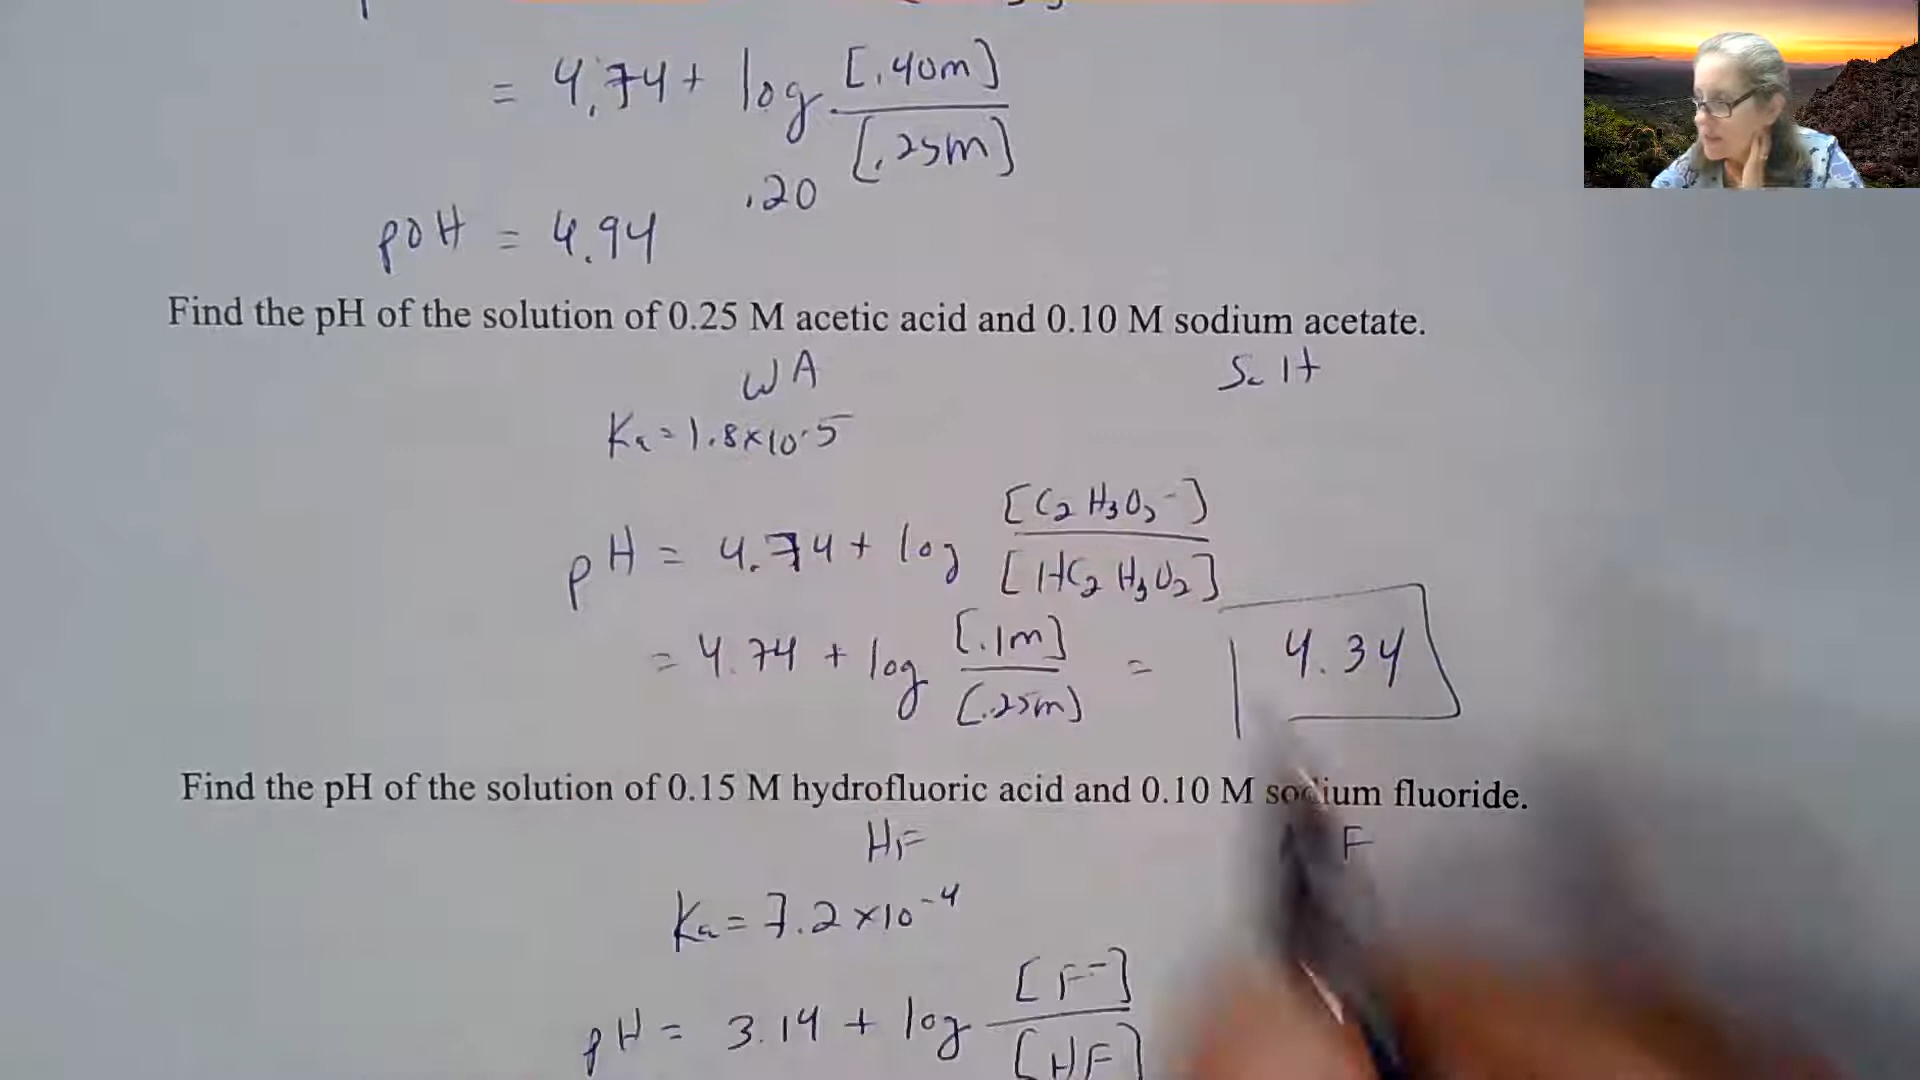 = 4.74 + log [.40m] / [.25m]
.20
pOH = 4.94
Find the pH of the solution of 0.25 M acetic acid and 0.10 M sodium acetate.
WA Salt
Ka = 1.8×10-5
pH = 4.74 + log [C2H3O2-] / [HC2H3O2]
= 4.74 + log [.1m] / (.25m) = 4.34
Find the pH of the solution of 0.15 M hydrofluoric acid and 0.10 M sodium fluoride.
HF F
Ka = 7.2×10-4
pH = 3.14 + log [F-] / [HF]